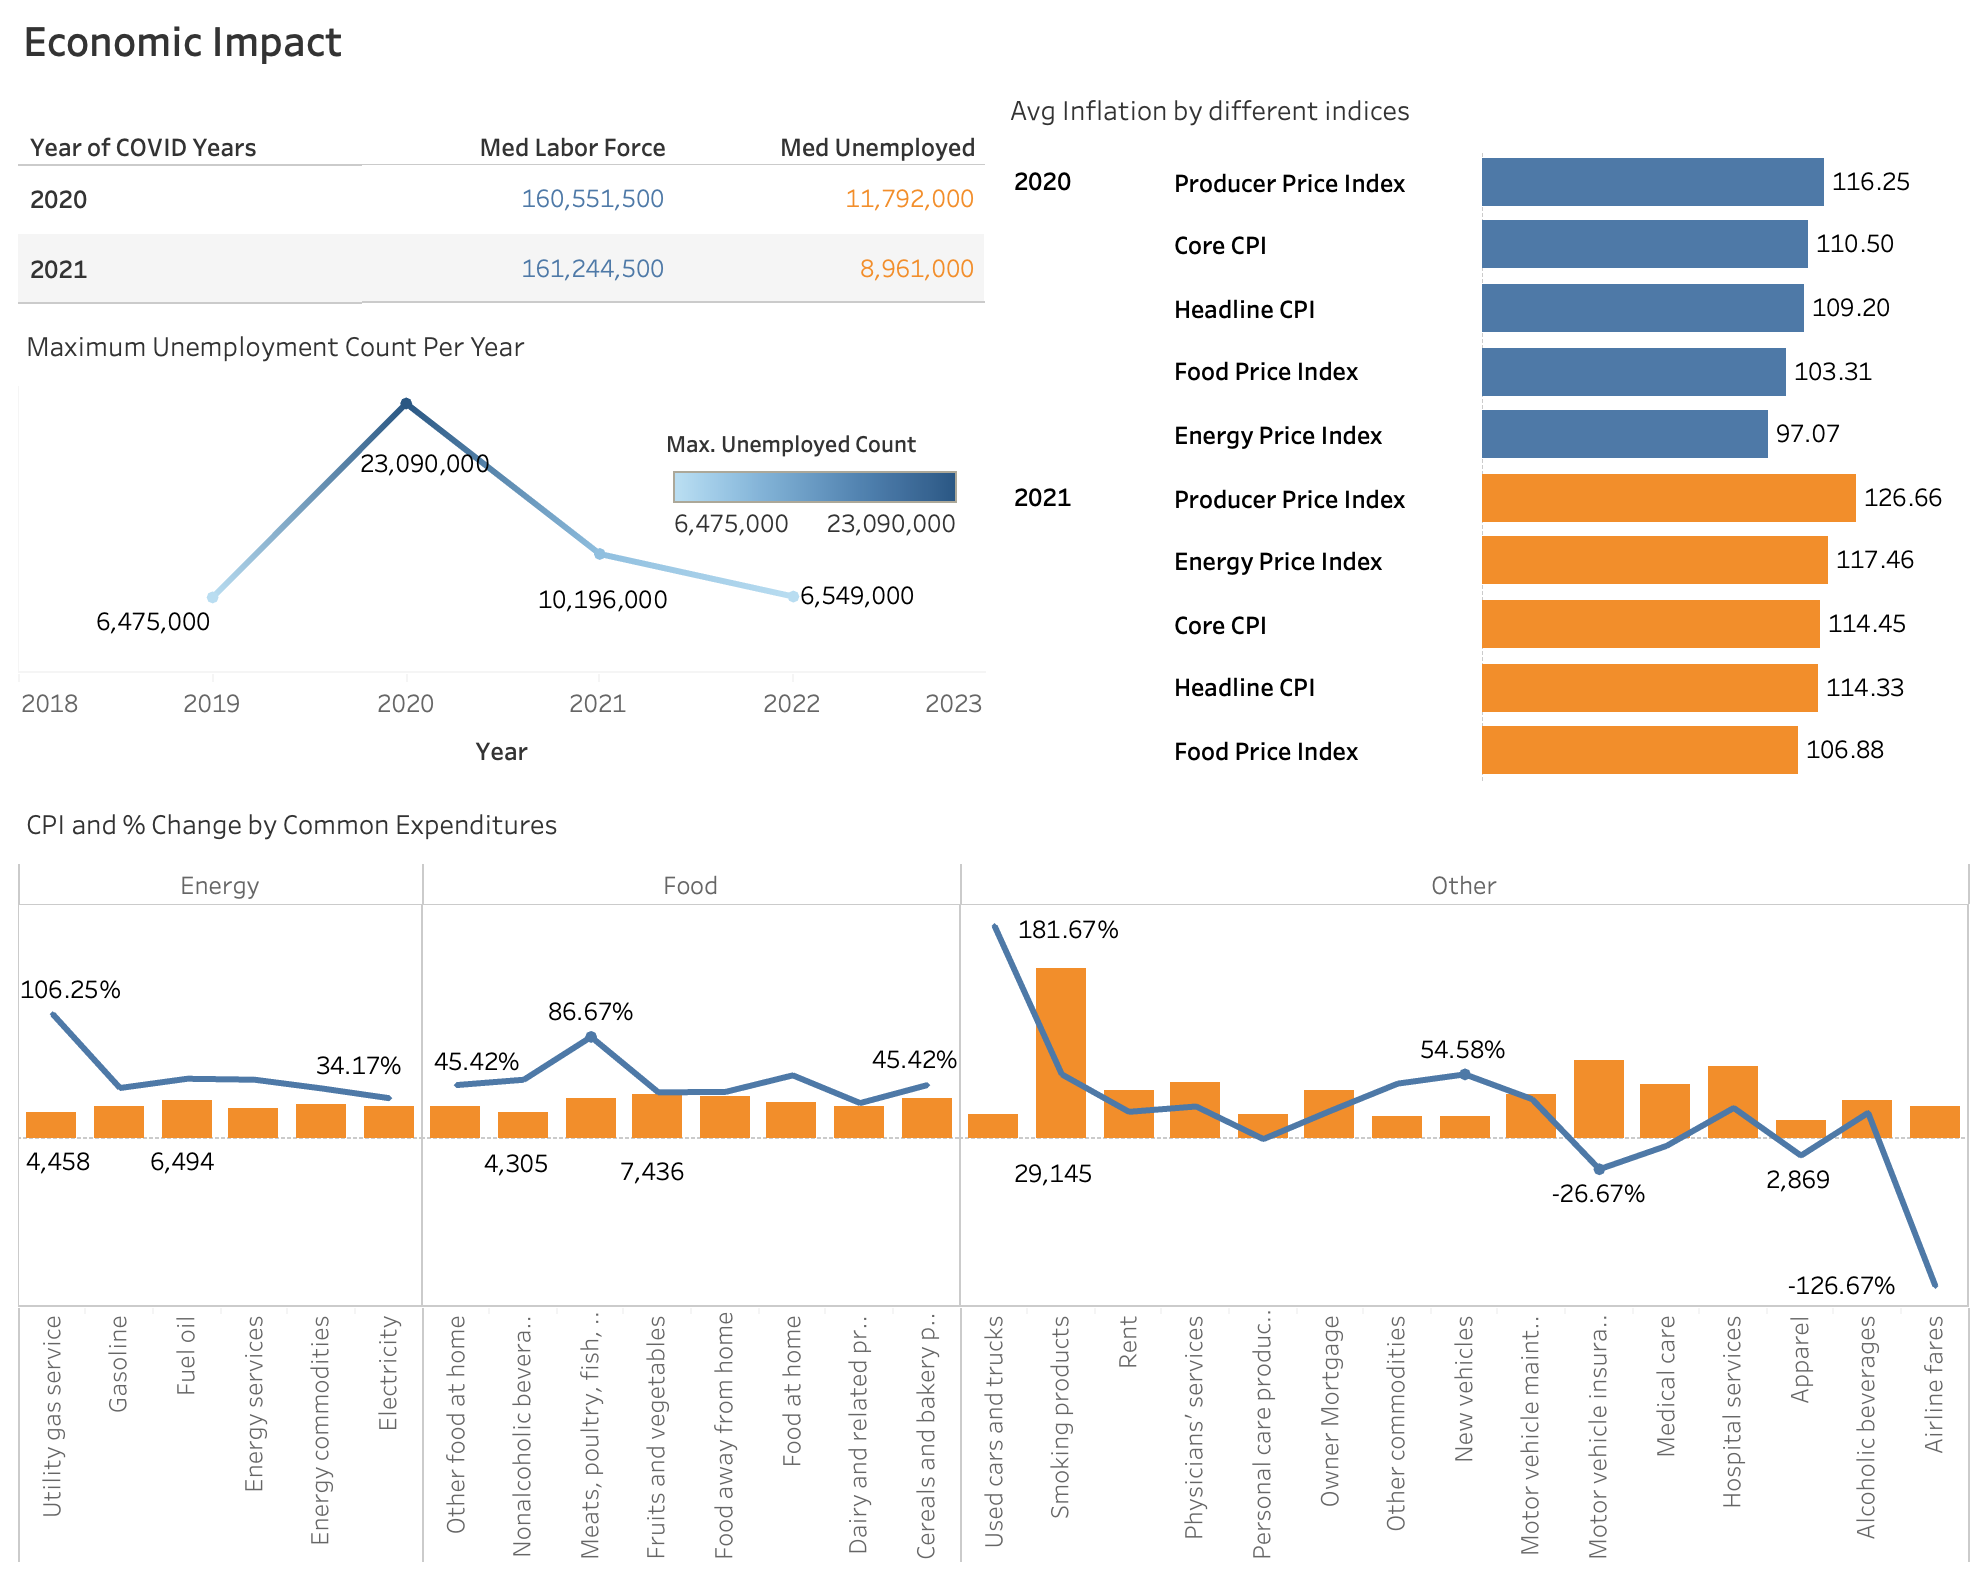 Economic Impact
Year of COVID Years Med Labor Force Med Unemployed
2020 160,551,500 11,792,000
2021 161,244,500 8,961,000
Maximum Unemployment Count Per Year
23,090,000
Max. Unemployed Count
6,475,000 23,090,000
6,475,000
10,196,000
6,549,000
2018 2019 2020 2021 2022 2023
Year
Avg Inflation by different indices
2020 Producer Price Index 116.25
Core CPI 110.50
Headline CPI 109.20
Food Price Index 103.31
Energy Price Index 97.07
2021 Producer Price Index 126.66
Energy Price Index 117.46
Core CPI 114.45
Headline CPI 114.33
Food Price Index 106.88
CPI and % Change by Common Expenditures
Energy Food Other
106.25%
34.17%
4,458
6,494
45.42%
86.67%
45.42%
4,305
7,436
181.67%
54.58%
29,145
-26.67%
2,869
-126.67%
Utility gas service
Gasoline
Fuel oil
Energy services
Energy commodities
Electricity
Other food at home
Nonalcoholic bevera..
Meats, poultry, fish, ..
Fruits and vegetables
Food away from home
Food at home
Dairy and related pr..
Cereals and bakery p..
Used cars and trucks
Smoking products
Rent
Physicians’ services
Personal care produc..
Owner Mortgage
Other commodities
New vehicles
Motor vehicle maint..
Motor vehicle insura..
Medical care
Hospital services
Apparel
Alcoholic beverages
Airline fares